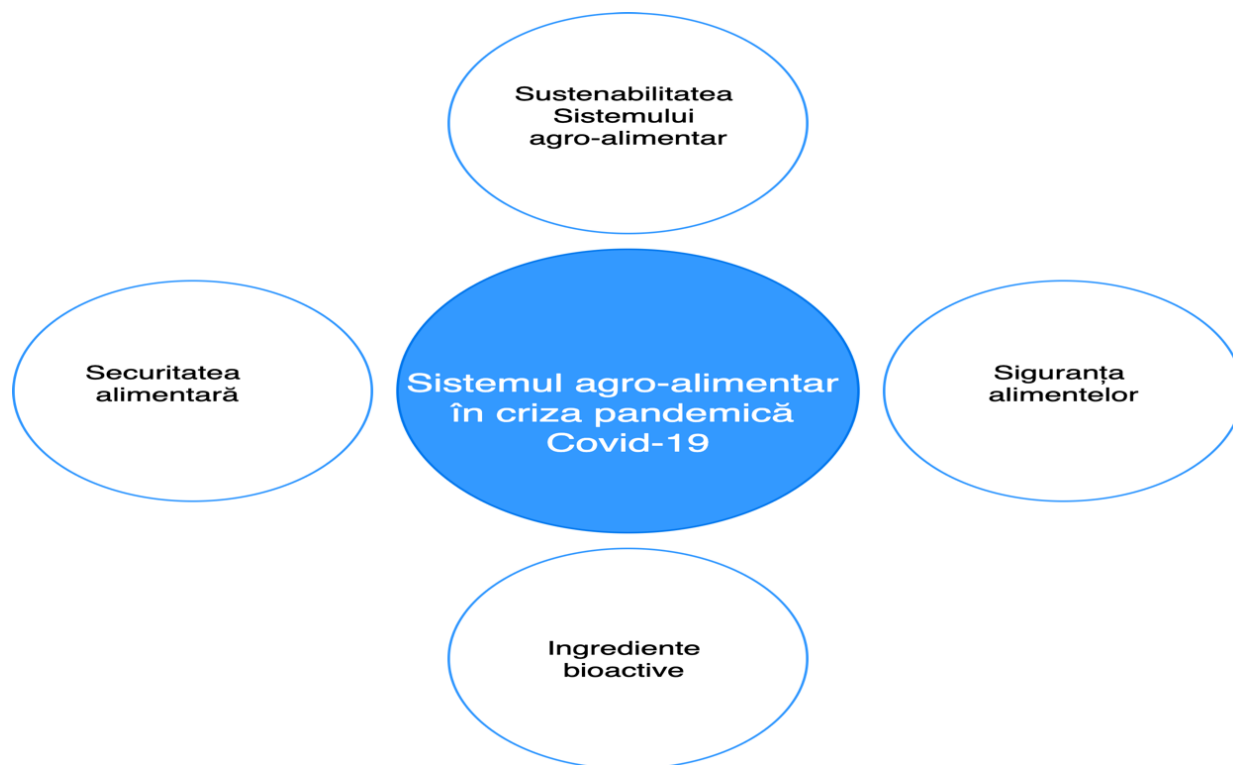 Sustenabilitatea
Sistemului
agro-alimentar
Securitatea
alimentară
Sistemul agro-alimentar
în criza pandemică
Covid-19
Siguranța
alimentelor
Ingrediente
bioactive